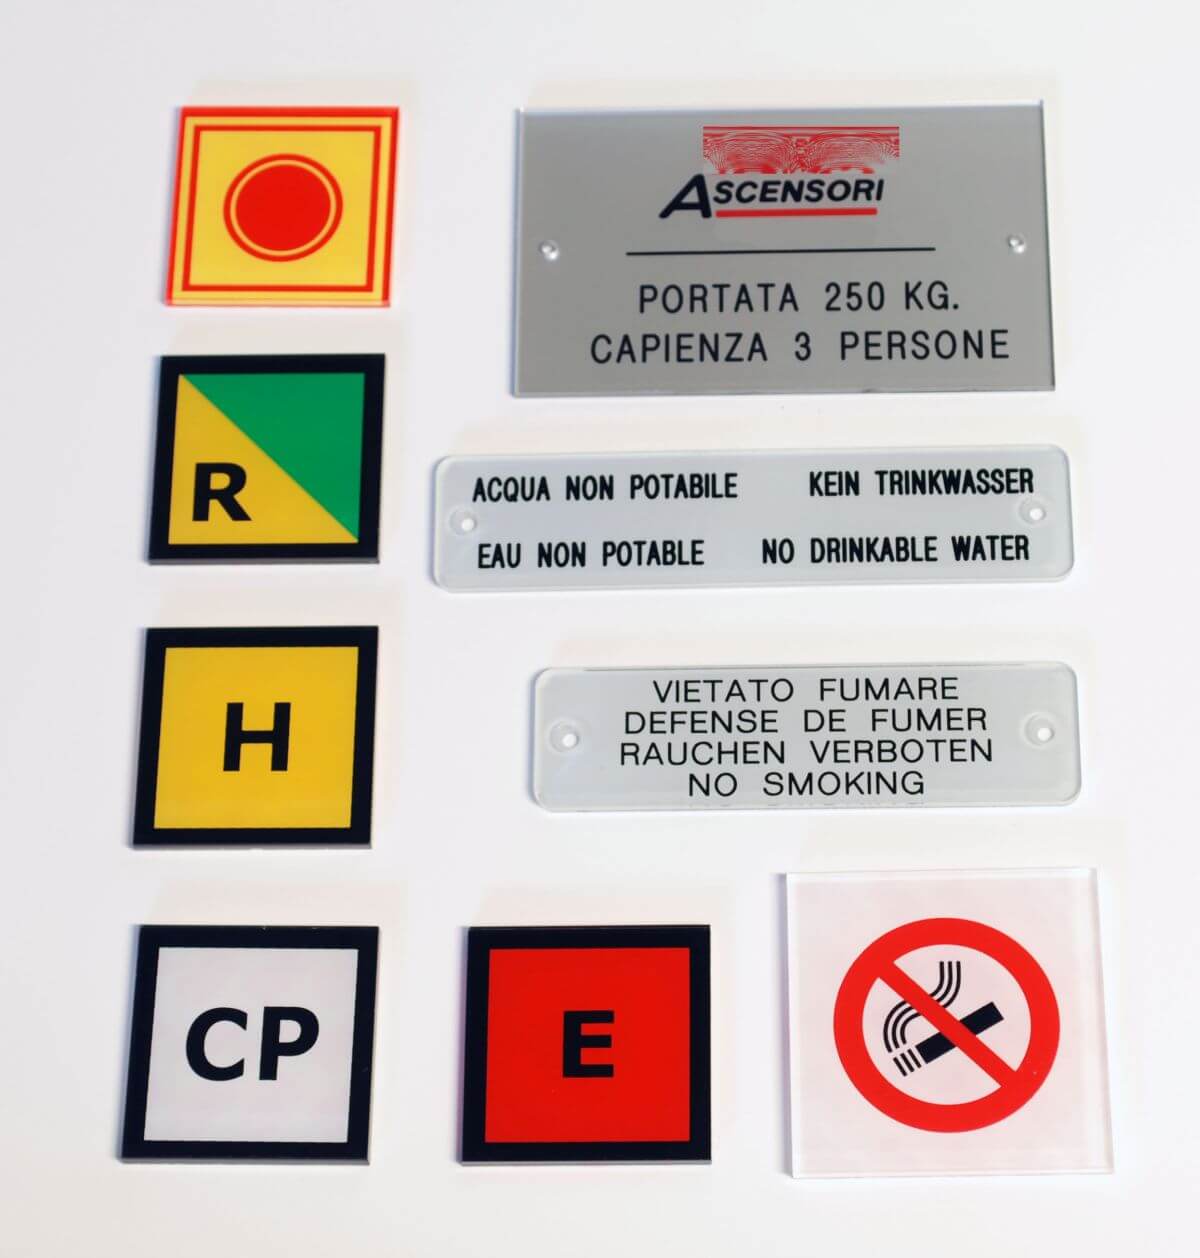 ASCENSORI
PORTATA 250 KG.
CAPIENZA 3 PERSONE
R
ACQUA NON POTABILE KEIN TRINKWASSER
EAU NON POTABLE NO DRINKABLE WATER
H
VIETATO FUMARE
DEFENSE DE FUMER
RAUCHEN VERBOTEN
NO SMOKING
CP
E